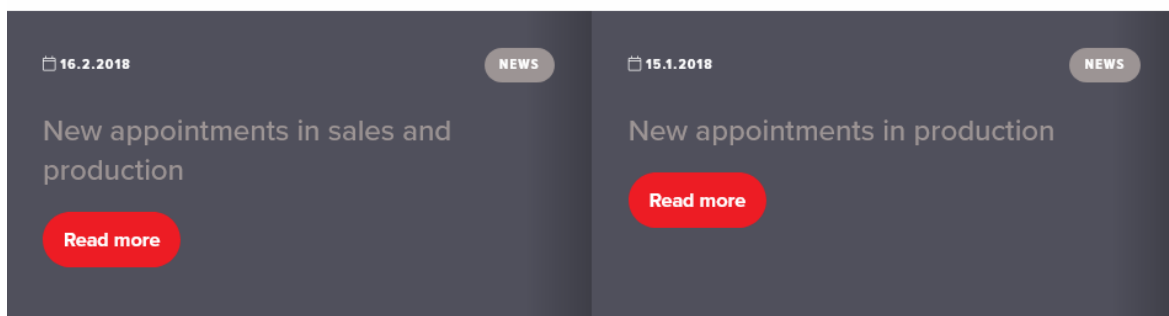 16.2.2018
NEWS
New appointments in sales and
production
Read more
15.1.2018
NEWS
New appointments in production
Read more